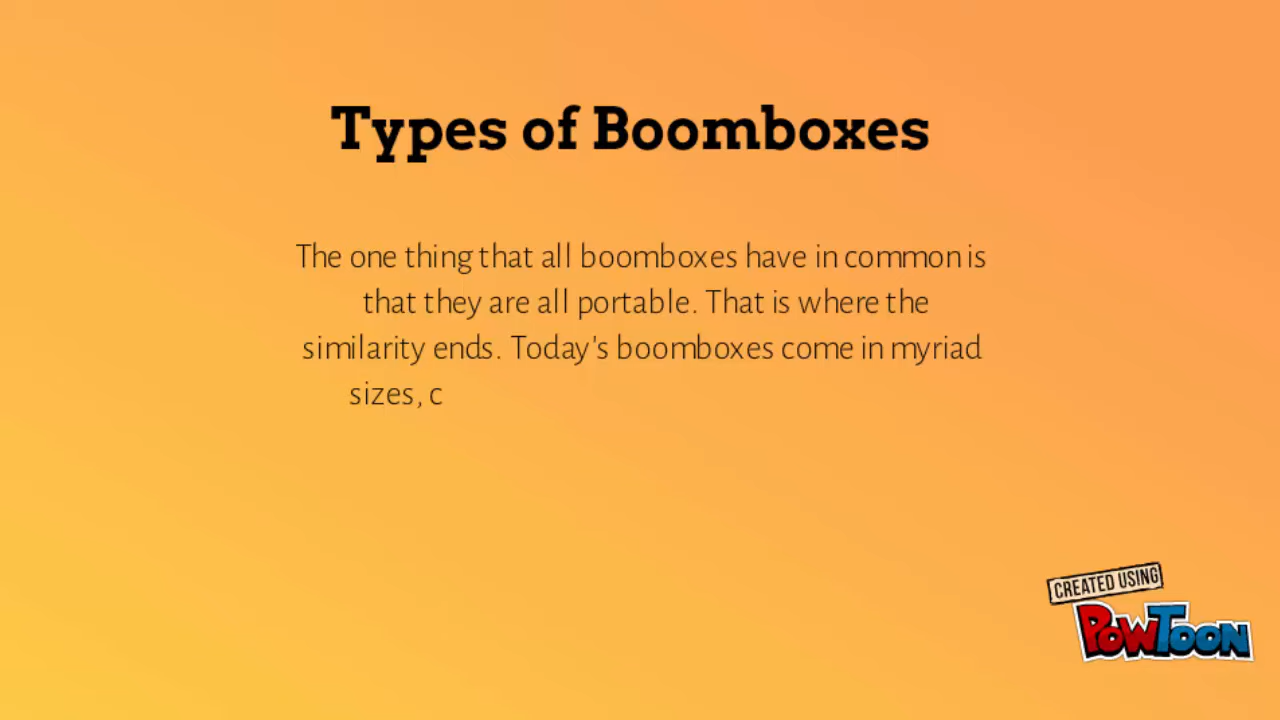 Types of Boomboxes
The one thing that all boomboxes have in common is
that they are all portable. That is where the
similarity ends. Today's boomboxes come in myriad
sizes, c
CREATED USING
POWTOON